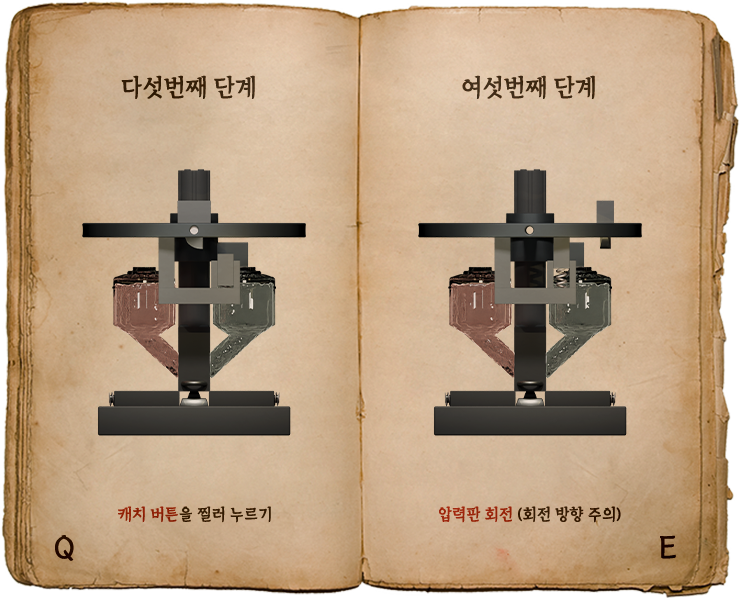 다섯번째 단계
캐치 버튼을 찔러 누르기
Q
여섯번째 단계
압력판 회전 (회전 방향 주의)
E